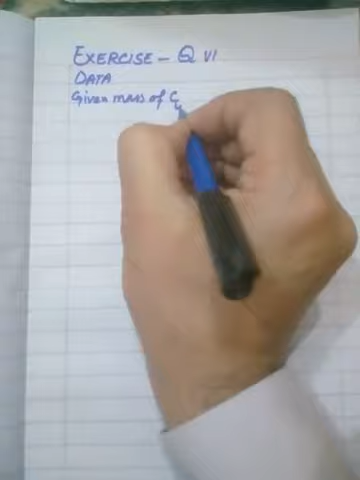 EXERCISE - Q VI
DATA
Given mass of C